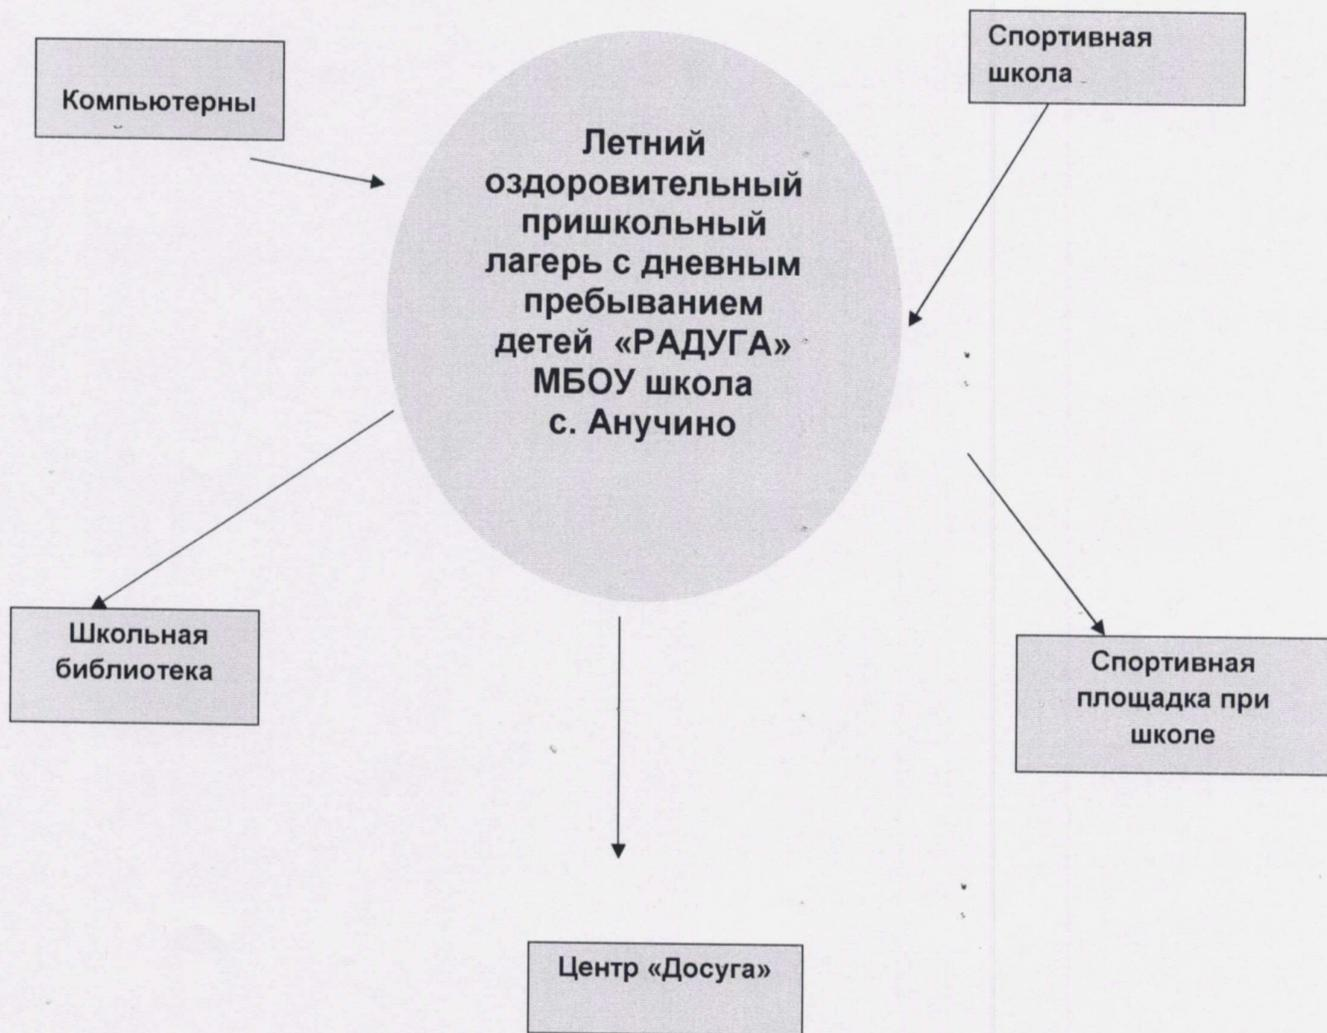 Компьютерны
й
Спортивная
школа
Летний
оздоровительный
пришкольный
лагерь с дневным
пребыванием
детей «РАДУГА»
МБОУ школа
с. Анучино
Школьная
библиотека
Спортивная
площадка при
школе
Центр «Досуга»